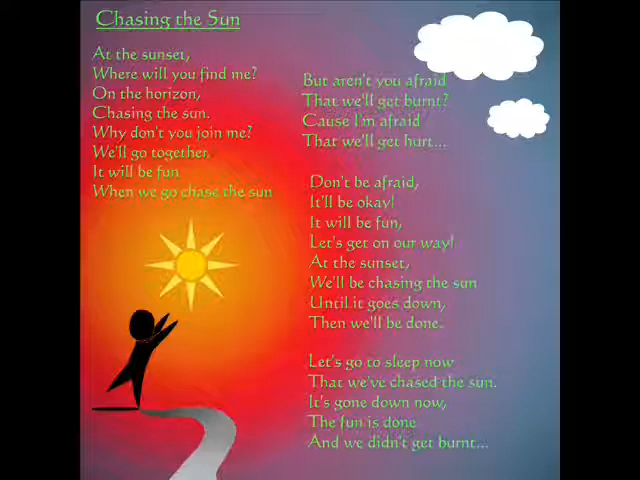 Chasing the Sun
At the sunset,
Where will you find me?
On the horizon,
Chasing the sun.
Why don't you join me?
We'll go together,
It will be fun
When we go chase the sun
But aren't you afraid
That we'll get burnt?
Cause I'm afraid
That we'll get hurt...
Don't be afraid,
It'll be okay!
It will be fun,
Let's get on our way!
At the sunset,
We'll be chasing the sun
Until it goes down,
Then we'll be done.
Let's go to sleep now
That we've chased the sun.
It's gone down now,
The fun is done
And we didn't get burnt...